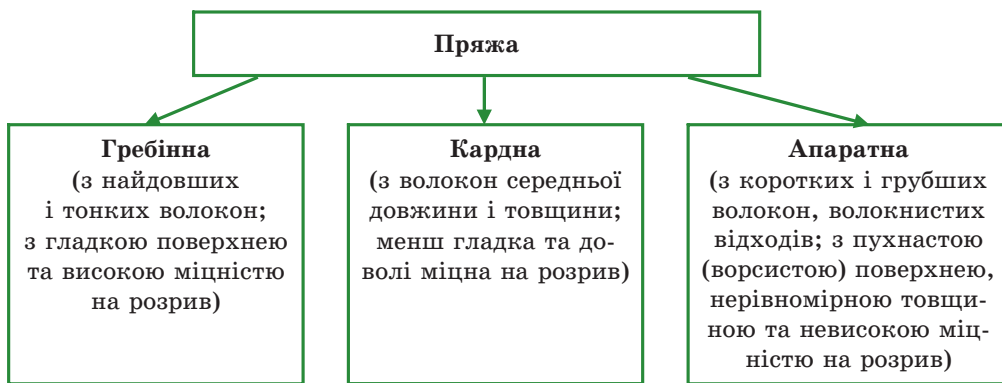 Пряжа
Гребінна
(з найдовших
і тонких волокон;
з гладкою поверхнею
та високою міцністю
на розрив)
Кардна
(з волокон середньої
довжини і товщини;
менш гладка та до-
волі міцна на розрив)
Апаратна
(з коротких і грубших
волокон, волокнистих
відходів; з пухнастою
(ворсистою) поверхнею,
нерівномірною товщи-
ною та невисокою міц-
ністю на розрив)